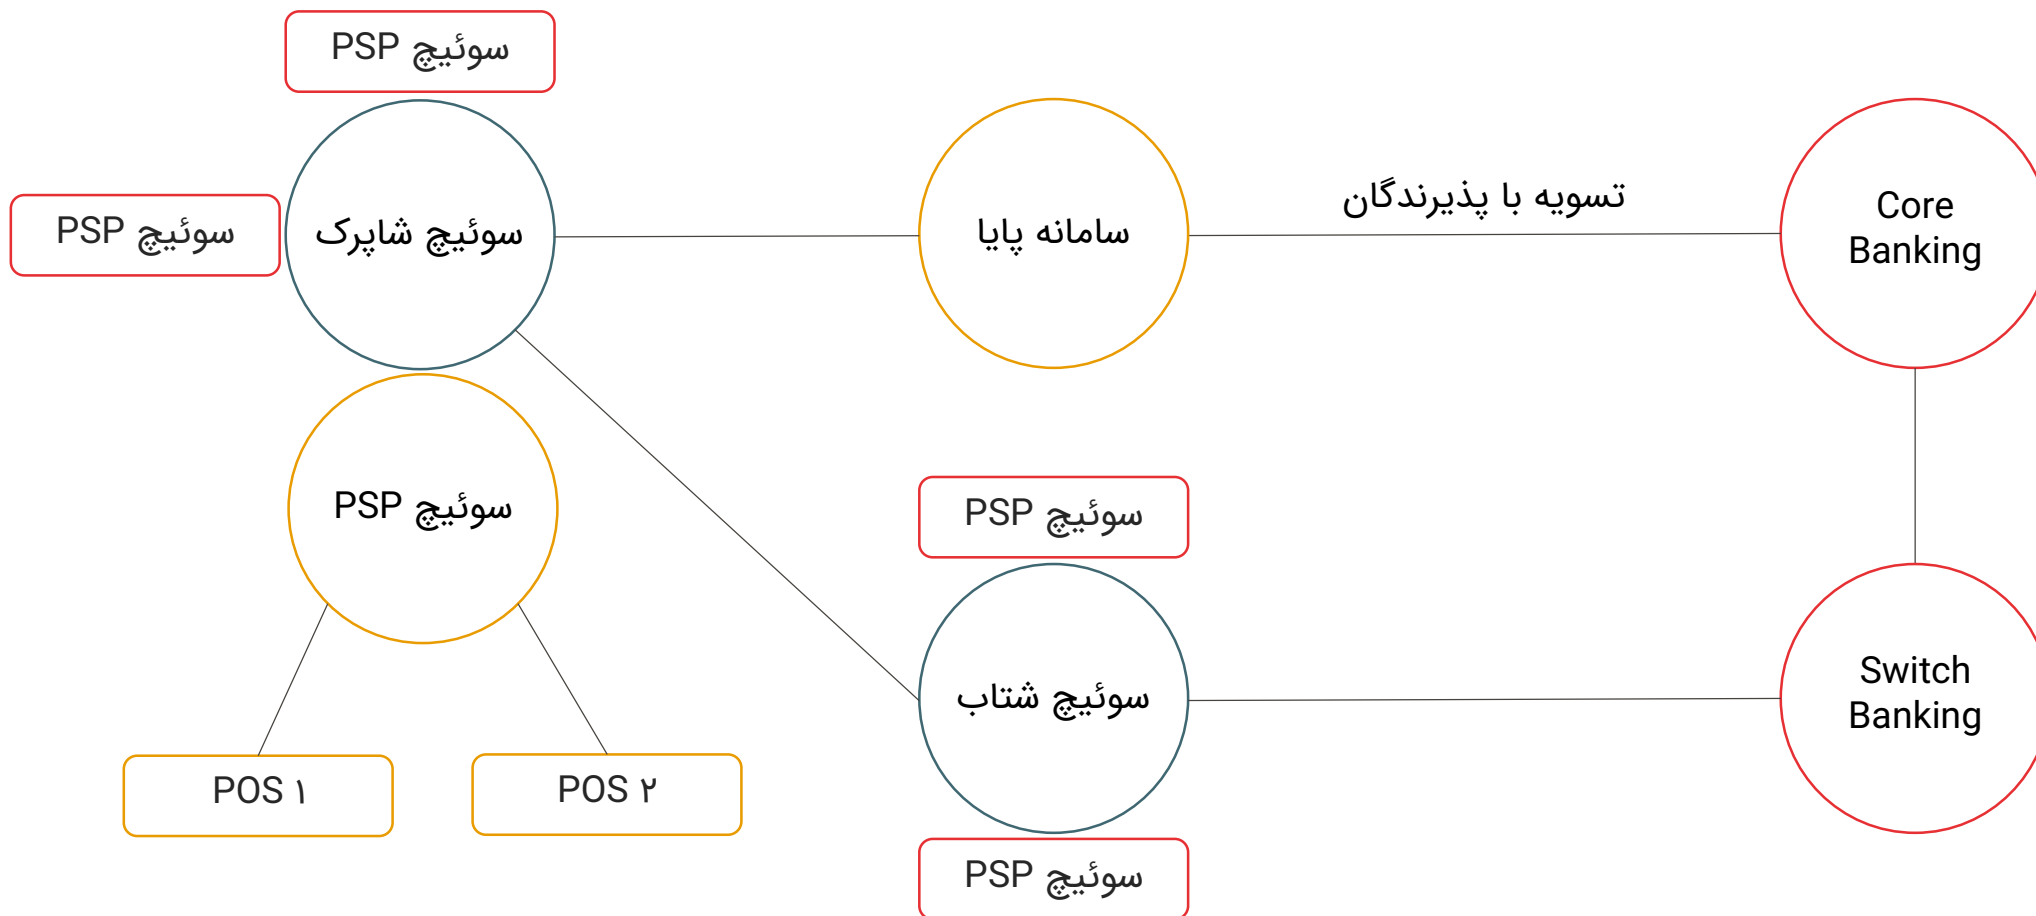 سوئیچ PSP
سوئیچ PSP
سوئیچ شاپرک
سامانه پایا
تسویه با پذیرندگان
Core
Banking
سوئیچ PSP
سوئیچ PSP
سوئیچ شتاب
Switch
Banking
POS ۱
POS ۲
سوئیچ PSP